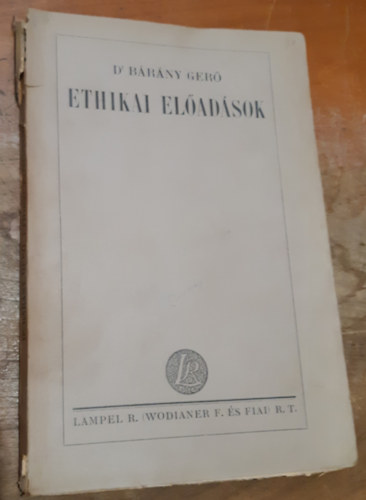 Dr BÁRÁNY GERŐ
ETHIKAI ELŐADÁSOK
LR
LAMPEL R. (WODIANER F. ÉS FIAI) R. T.